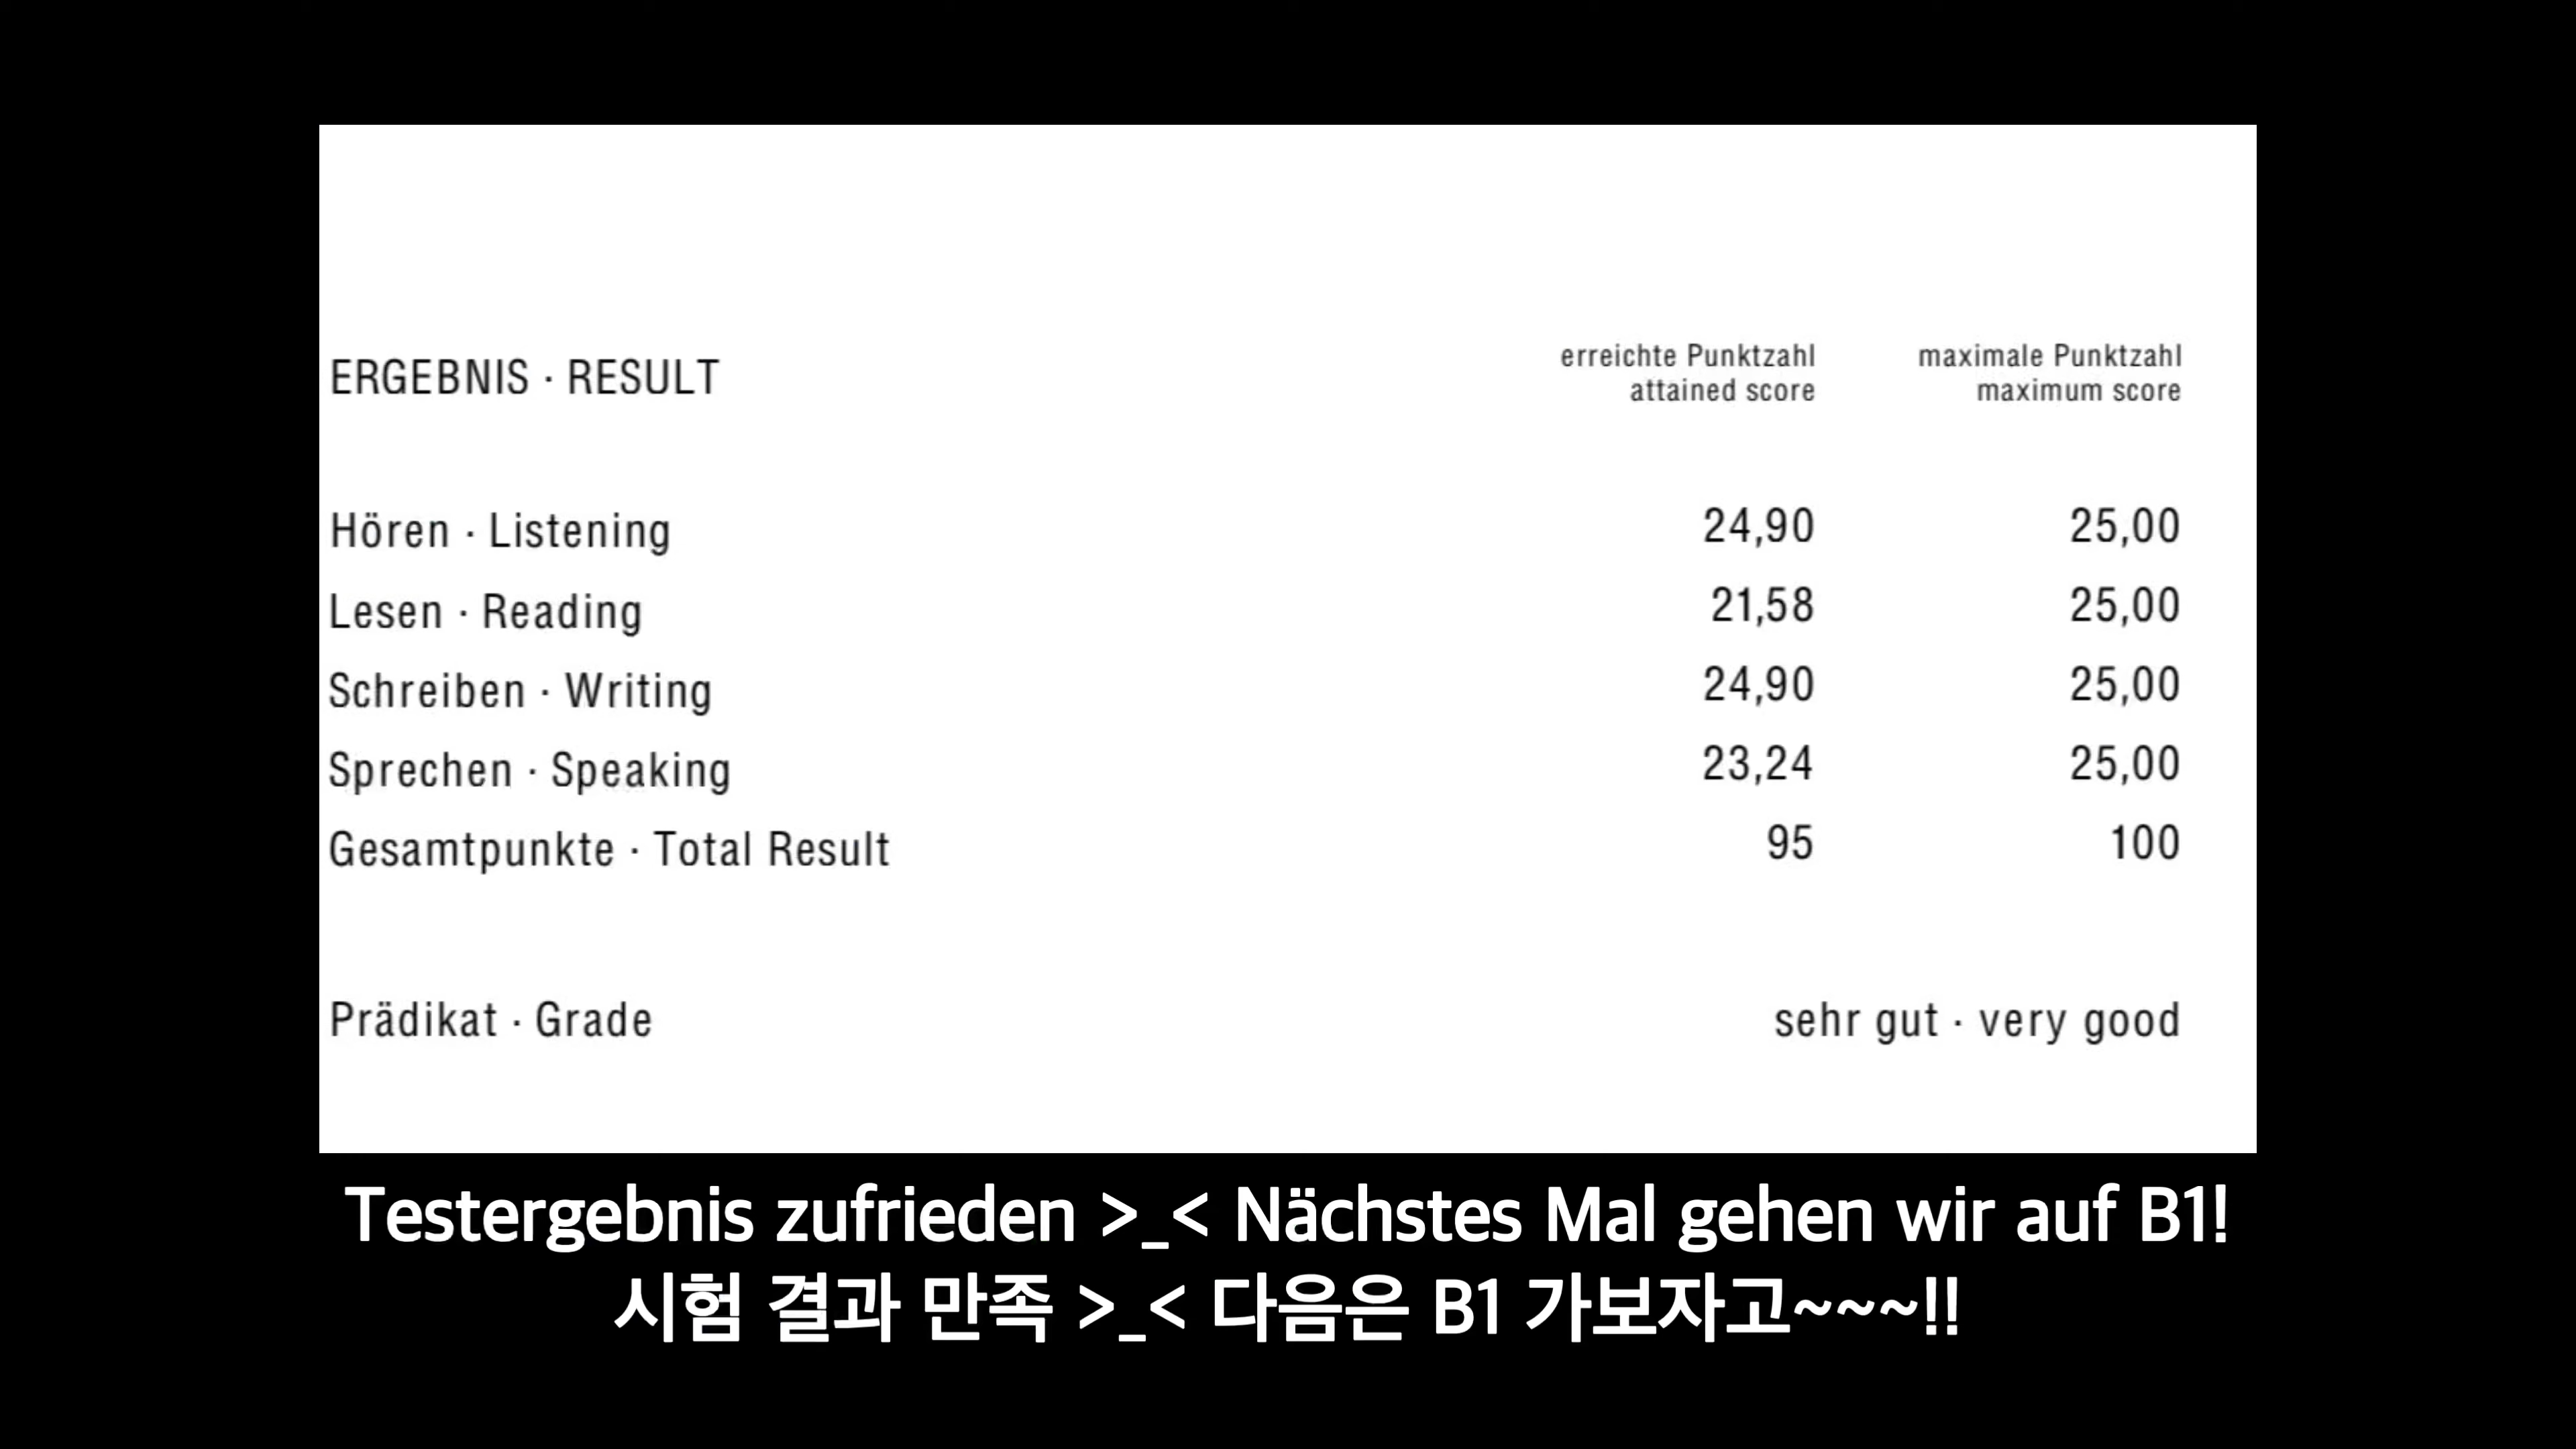 ERGEBNIS · RESULT
erreichte Punktzahl
attained score
maximale Punktzahl
maximum score
Hören · Listening 24,90 25,00
Lesen · Reading 21,58 25,00
Schreiben · Writing 24,90 25,00
Sprechen · Speaking 23,24 25,00
Gesamtpunkte · Total Result 95 100
Prädikat · Grade sehr gut · very good
Testergebnis zufrieden >_< Nächstes Mal gehen wir auf B1!
시험 결과 만족 >_< 다음은 B1 가보자고~~~!!